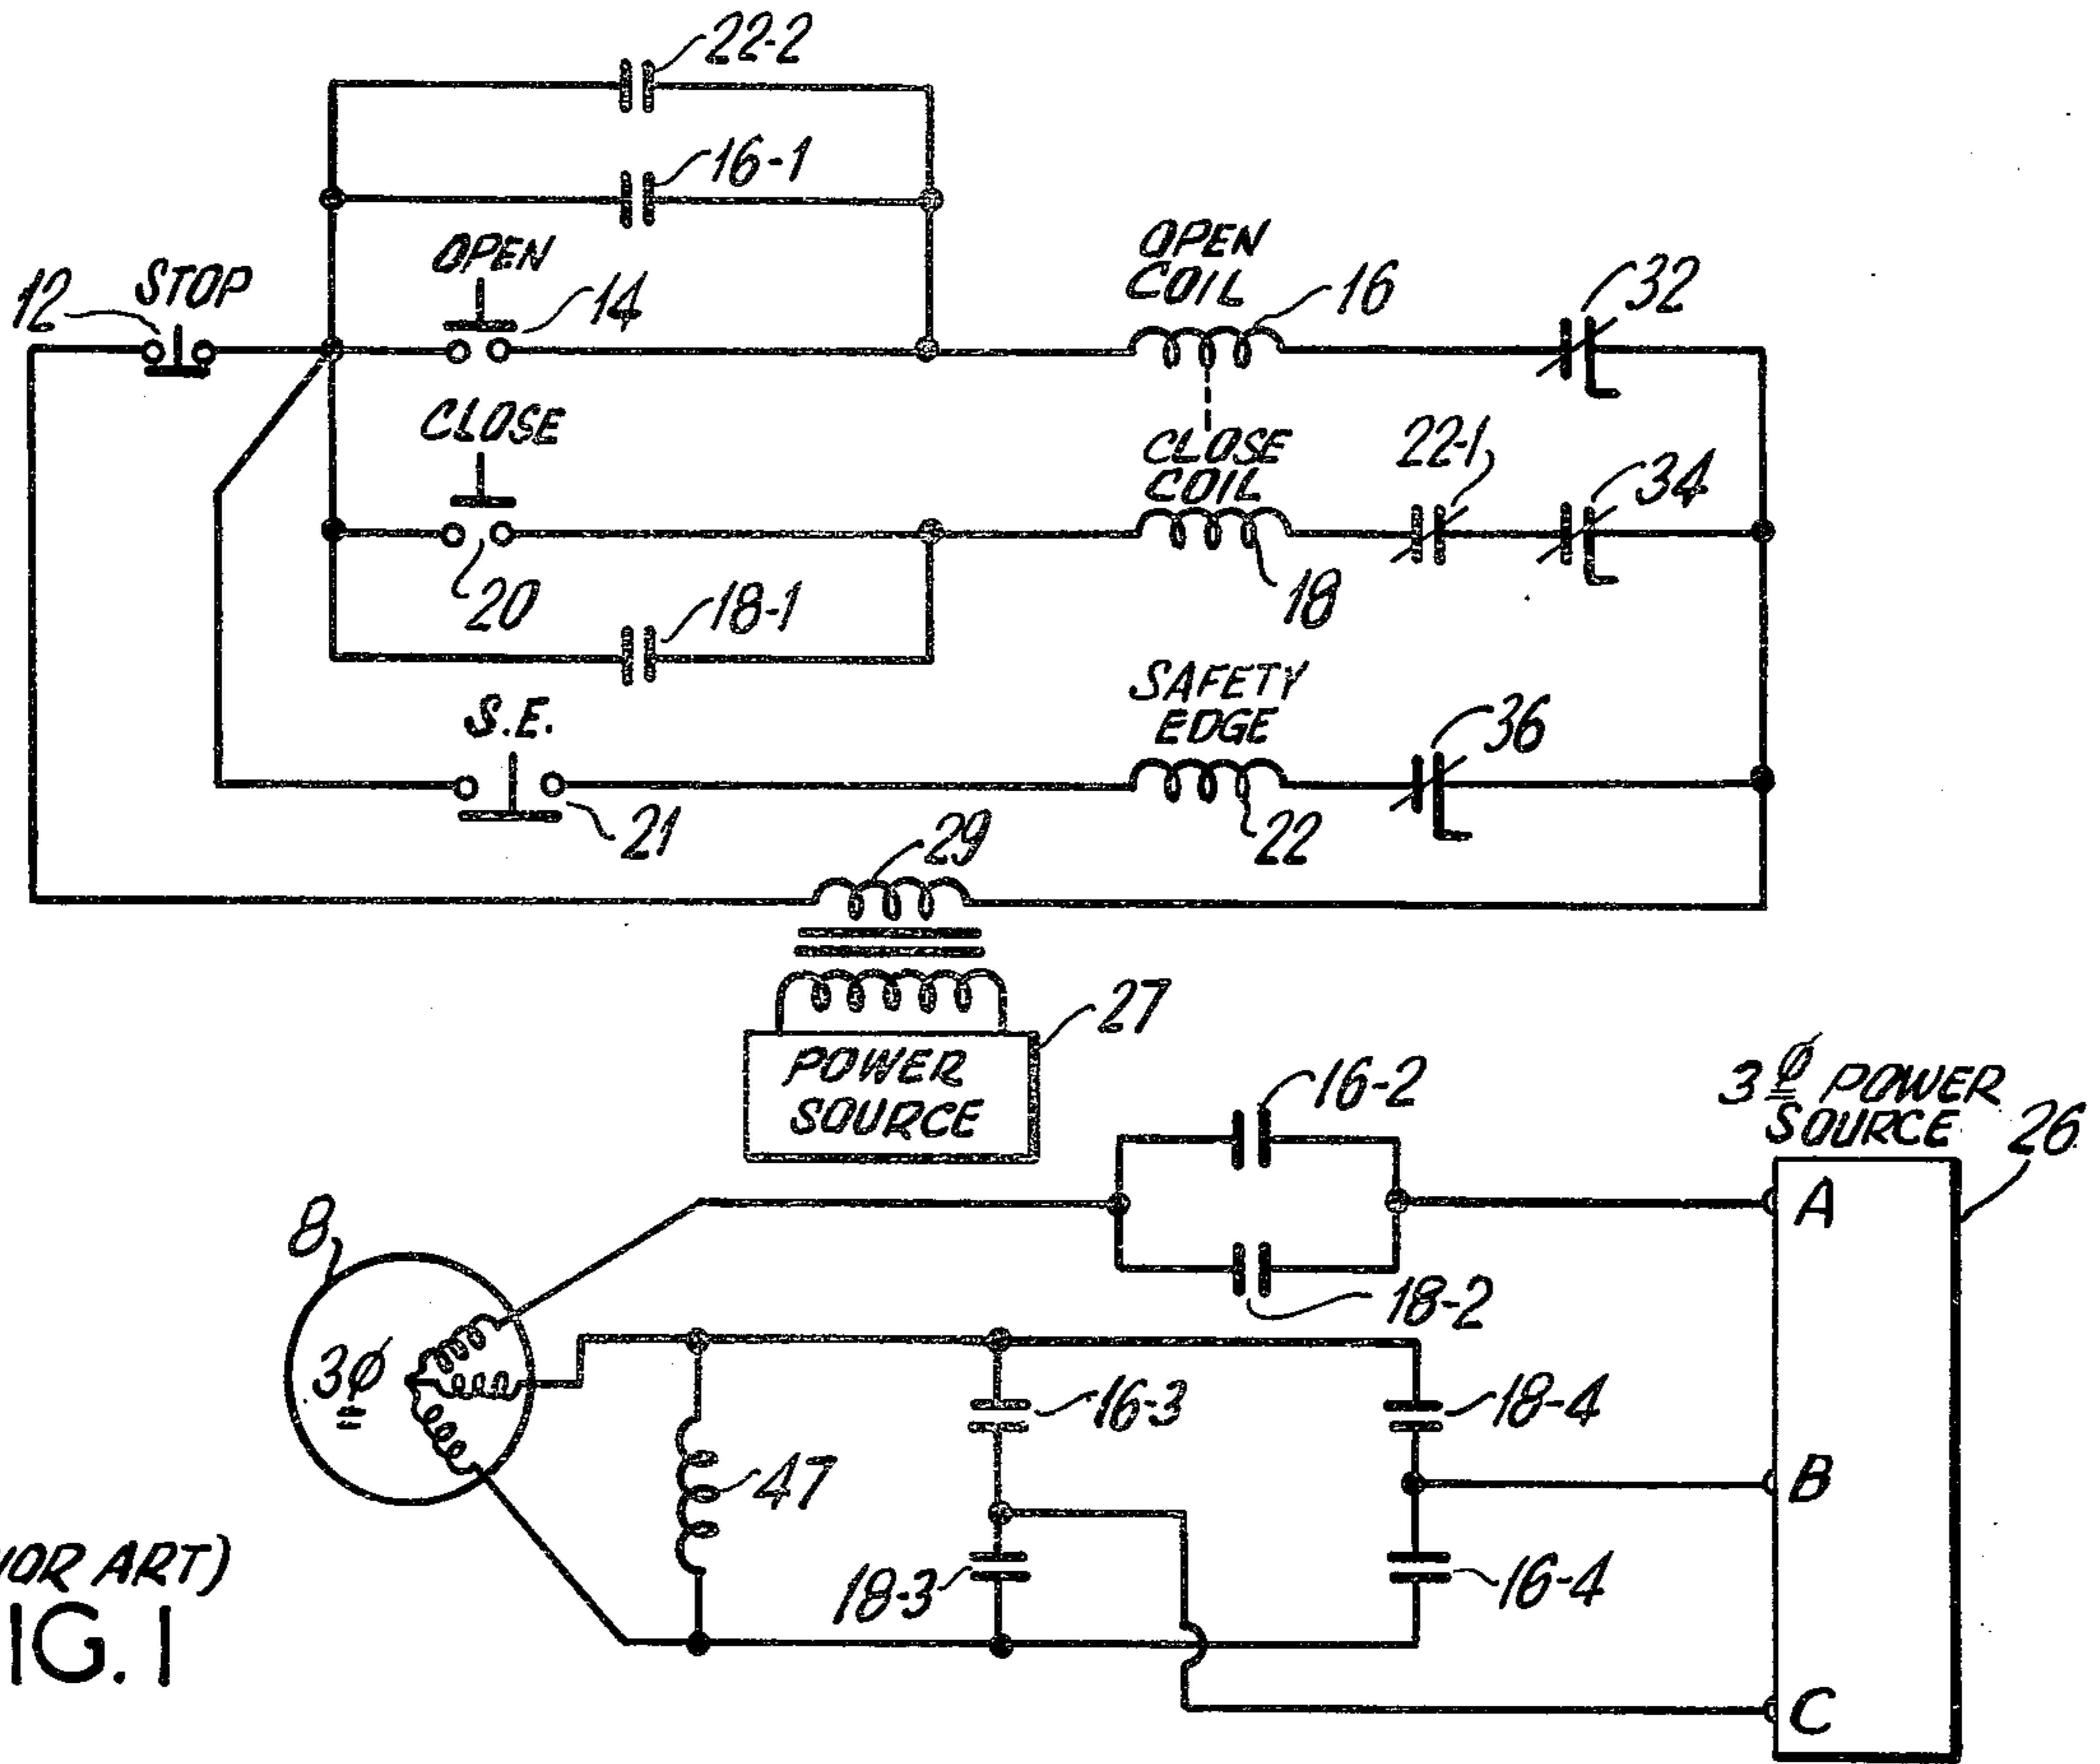 22-2
16-1
OPEN
14
12
STOP
OPEN
COIL
16
32
CLOSE
20
CLOSE
COIL
18
22-1
34
18-1
S.E.
21
SAFETY
EDGE
22
36
29
27
POWER
SOURCE
16-2
18-2
3Φ POWER
SOURCE
26
A
B
C
8
3Φ
47
16-3
18-3
18-4
16-4
IOR ART)
IG. 1